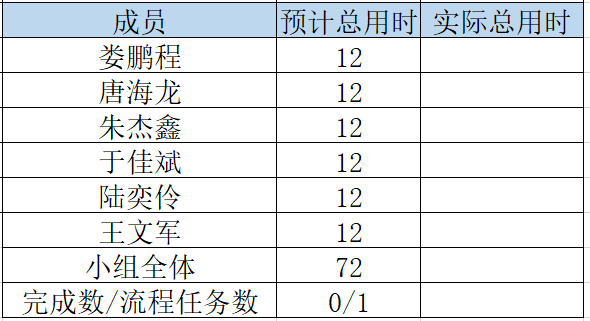 成员 预计总用时 实际总用时
娄鹏程 12
唐海龙 12
朱杰鑫 12
于佳斌 12
陆奕伶 12
王文军 12
小组全体 72
完成数/流程任务数 0/1